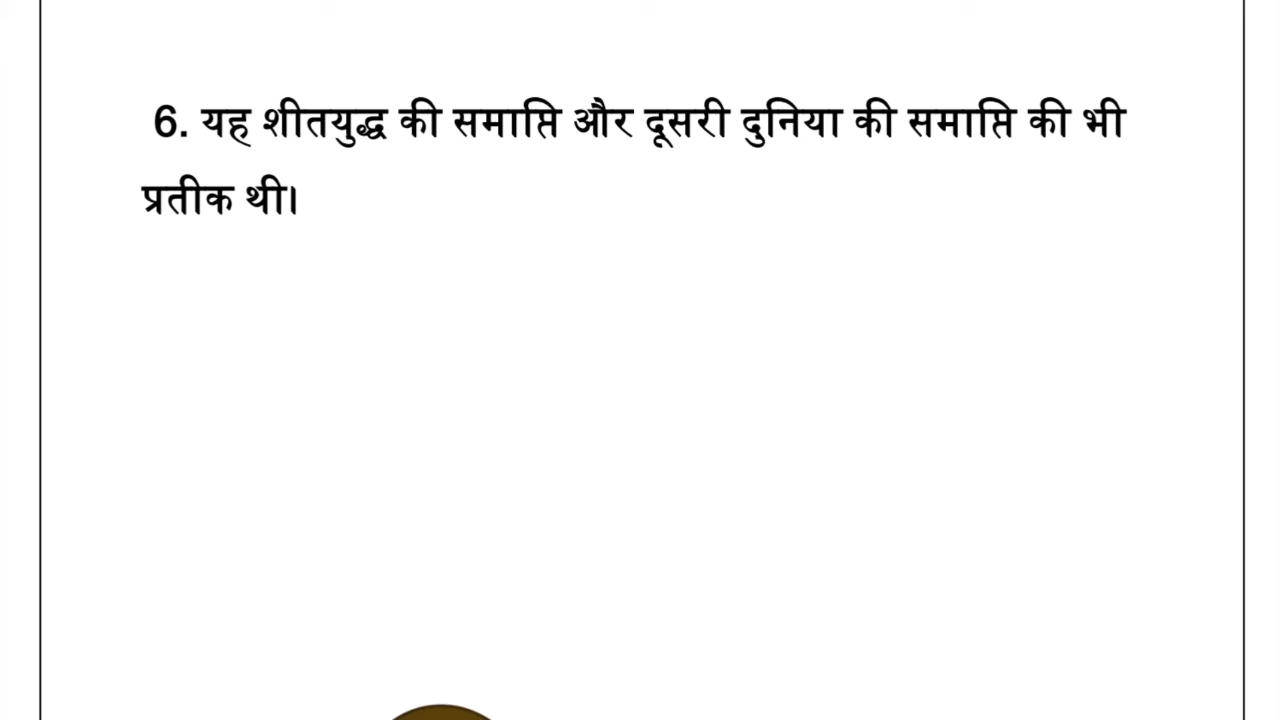 6. यह शीतयुद्ध की समाप्ति और दूसरी दुनिया की समाप्ति की भी
प्रतीक थी।